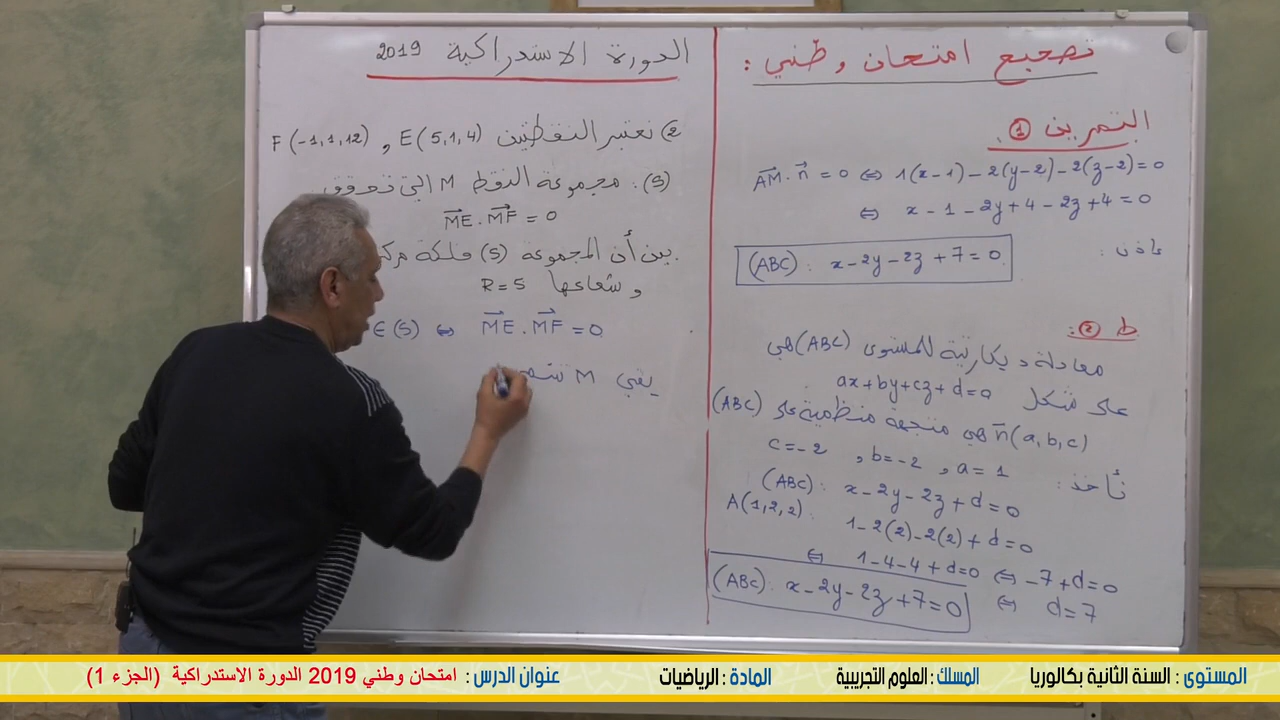 تصحيح امتحان وطني :
التمرين ①.
AM⃗ . n⃗ = 0 ⇔ 1(x-1) - 2(y-2) - 2(z-2) = 0
⇔ x - 1 - 2y + 4 - 2z + 4 = 0
(ABC) : x - 2y - 2z + 7 = 0
ط ② :
معادلة ديكارتية للمستوى (ABC) هي
على شكل ax + by + cz + d = 0
n⃗(a, b, c) هي متجهة منظمية على (ABC)
نأخذ : a = 1 , b = -2 , c = -2
(ABC) : x - 2y - 2z + d = 0
A(1,2,2) : 1 - 2(2) - 2(2) + d = 0
⇔ 1 - 4 - 4 + d = 0 ⇔ -7 + d = 0
⇔ d = 7
(ABC) : x - 2y - 2z + 7 = 0
الدورة الاستدراكية 2019
2) نعتبر النقطتين E(5,1,4) , F(-1,1,12)
(S) : مجموعة النقط M التي تحقق
ME⃗ . MF⃗ = 0
بين أن المجموعة (S) فلكة
و شعاعها R = 5
∈ (S) ⇔ ME⃗ . MF⃗ = 0
يعني M
المستوى : السنة الثانية بكالوريا المسلك : العلوم التجريبية المادة : الرياضيات عنوان الدرس : امتحان وطني 2019 الدورة الاستدراكية (الجزء 1)